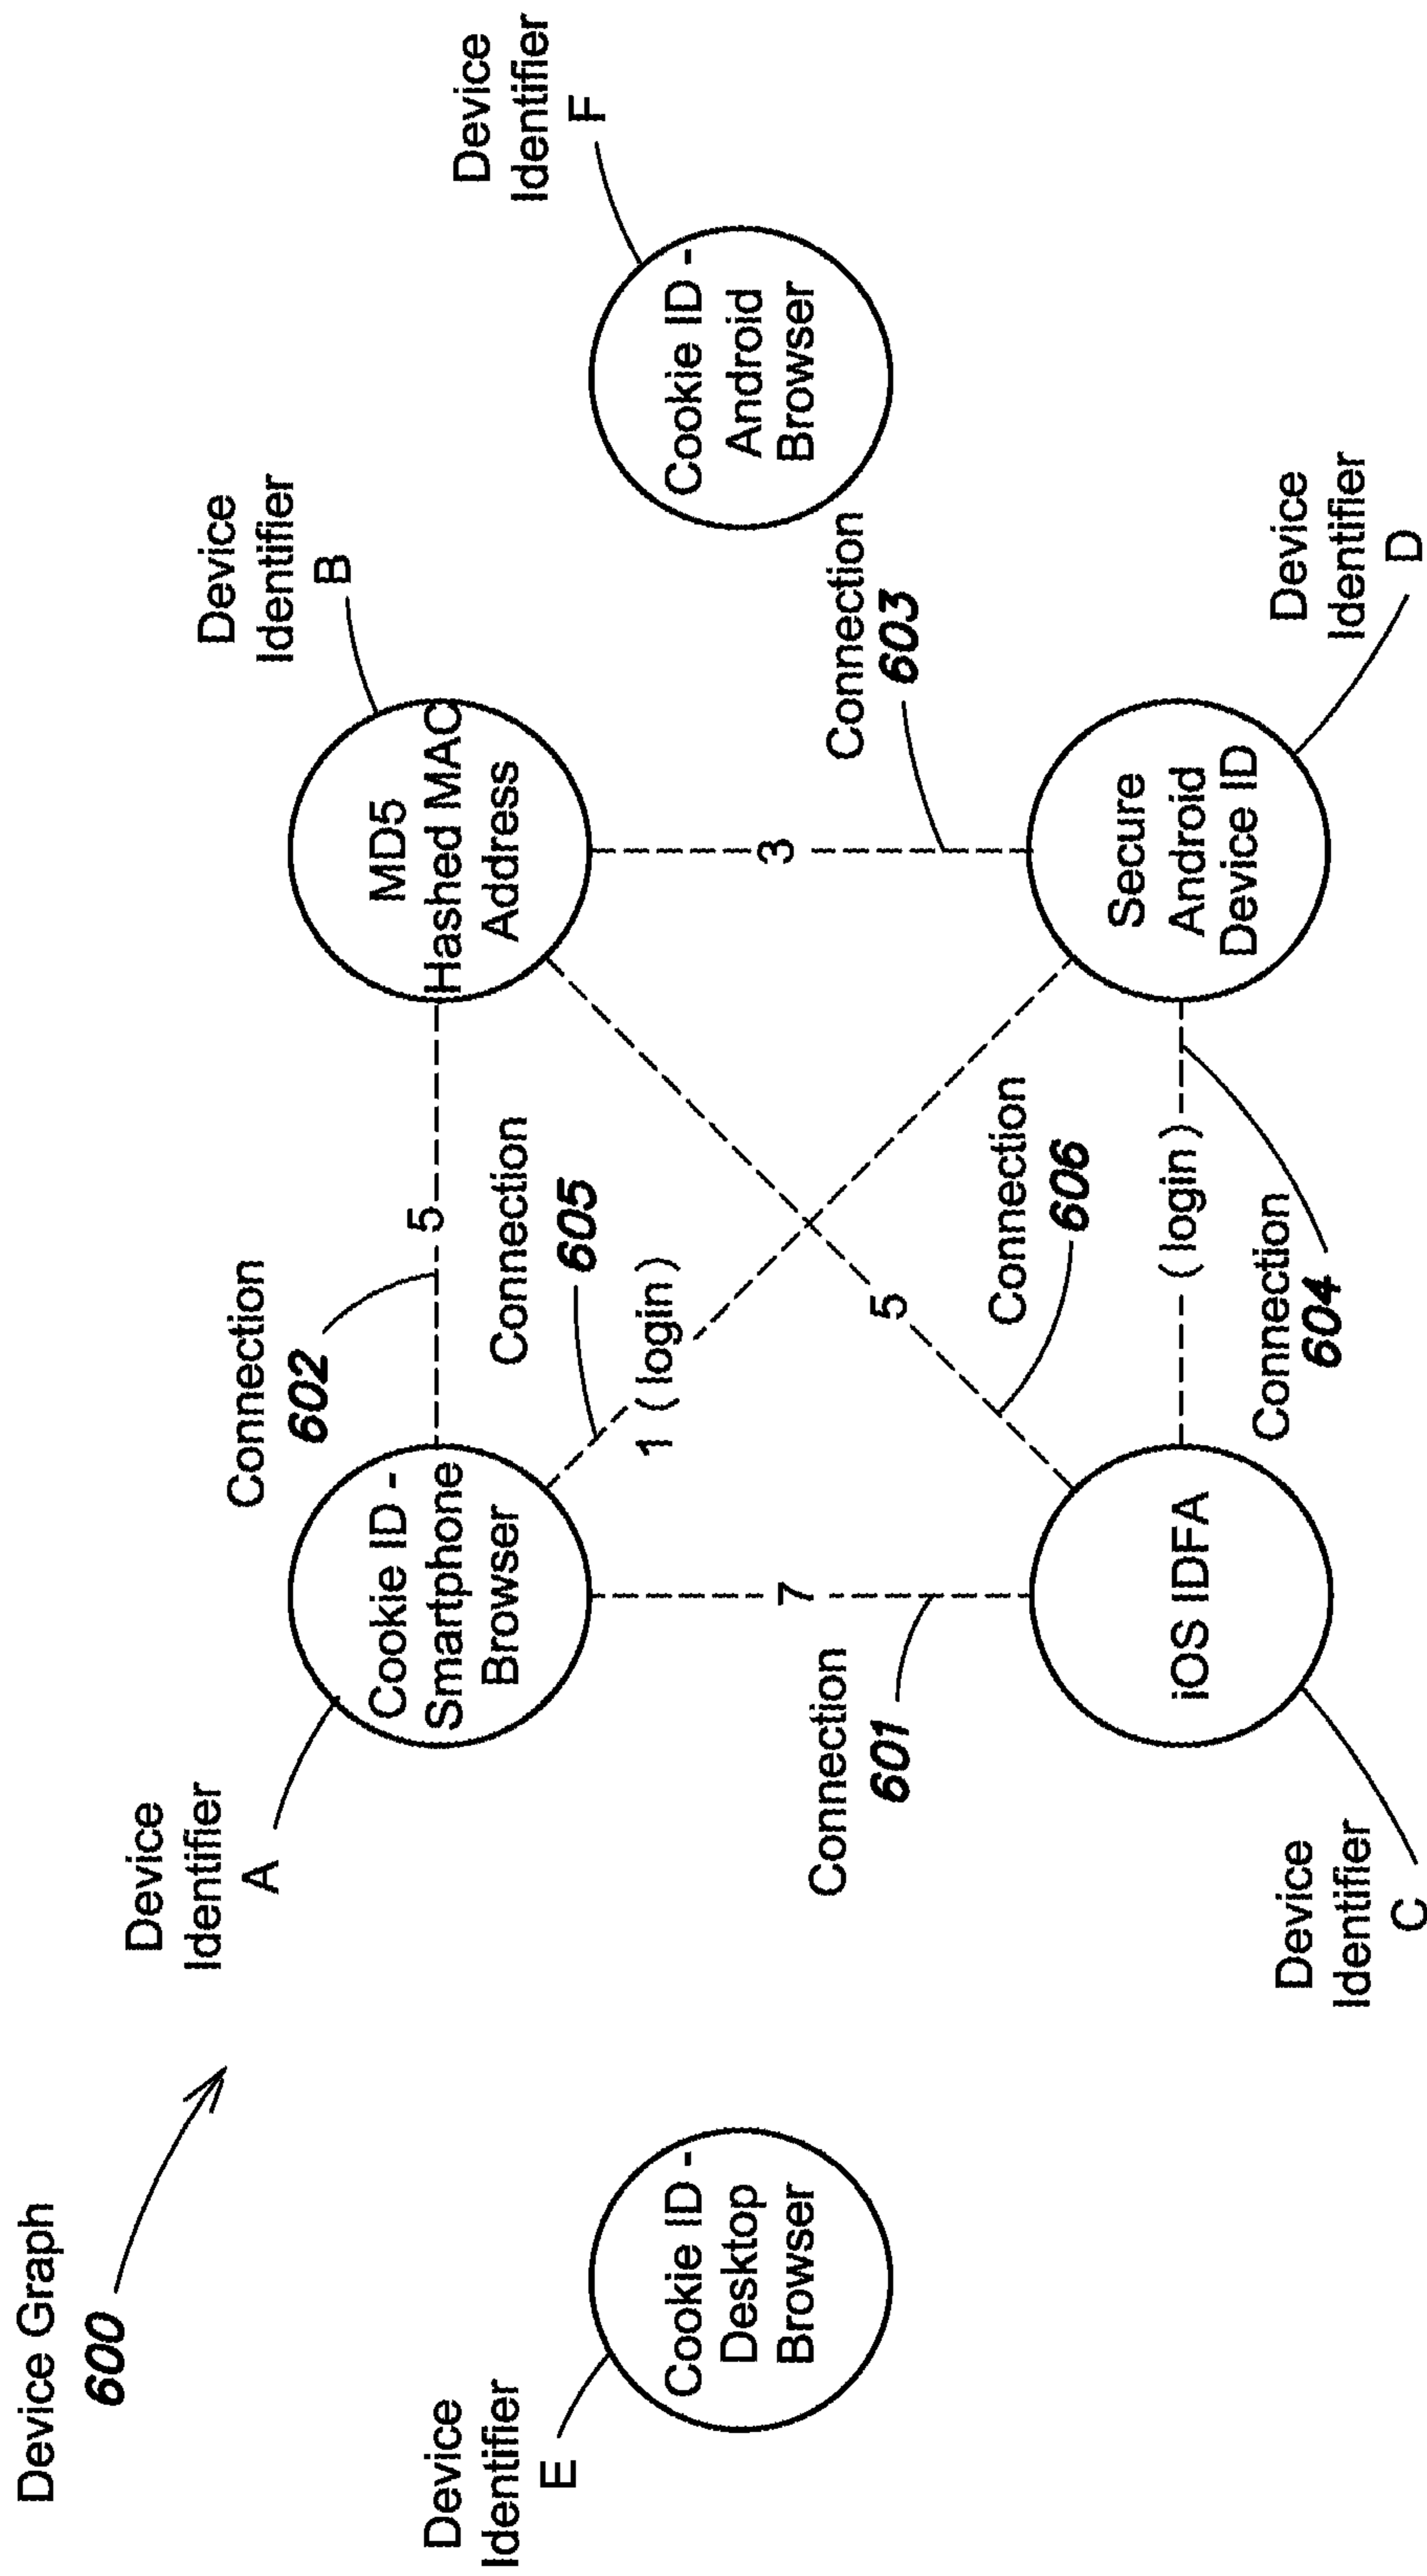 Device Graph
600
Device
Identifier
A
Connection
602
Device
Identifier
B
Cookie ID -
Smartphone
Browser
5
MD5
Hashed MAC
Address
Device
Identifier
E
Cookie ID -
Desktop
Browser
Connection
605
1 ( login )
Connection
601
7
5
3
Connection
603
Device
Identifier
F
Cookie ID -
Android
Browser
Connection
606
iOS IDFA
( login )
Secure
Android
Device ID
Device
Identifier
C
Connection
604
Device
Identifier
D